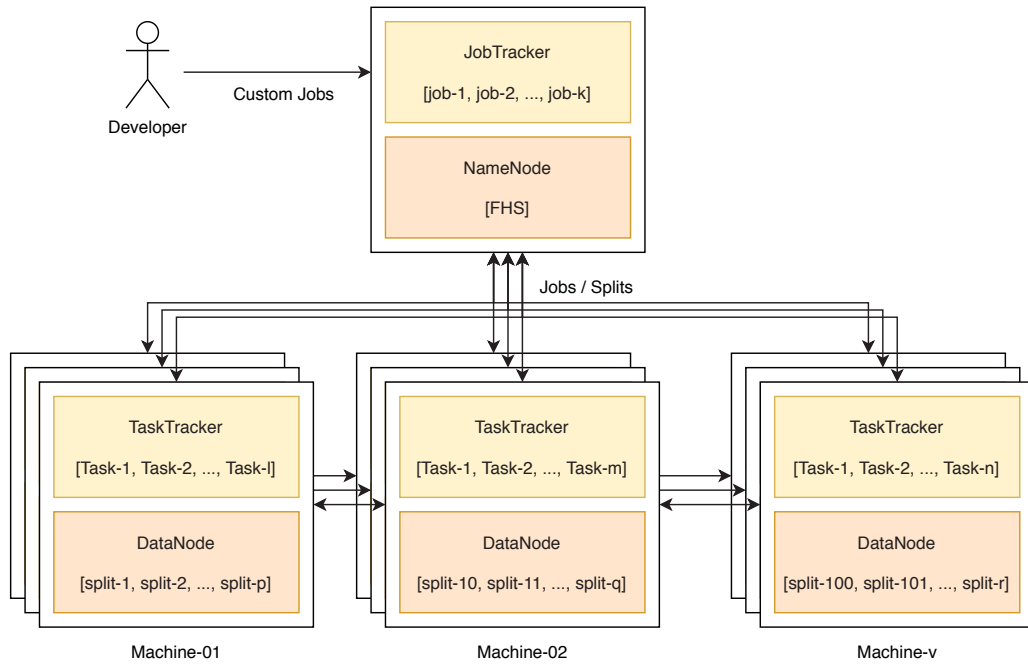 JobTracker
[job-1, job-2, ..., job-k]
Custom Jobs
Developer
NameNode
[FHS]
Jobs / Splits
TaskTracker
[Task-1, Task-2, ..., Task-l]
DataNode
[split-1, split-2, ..., split-p]
Machine-01
TaskTracker
[Task-1, Task-2, ..., Task-m]
DataNode
[split-10, split-11, ..., split-q]
Machine-02
TaskTracker
[Task-1, Task-2, ..., Task-n]
DataNode
[split-100, split-101, ..., split-r]
Machine-v